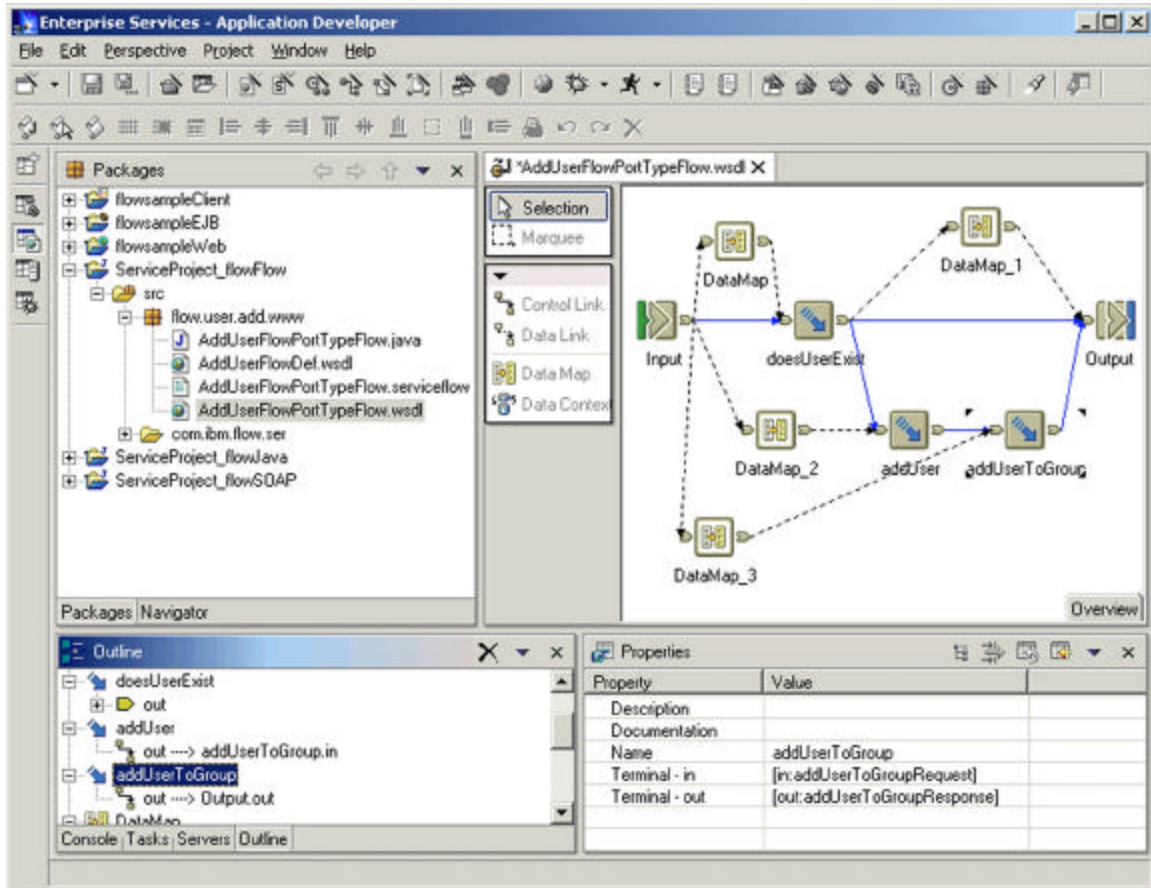 Enterprise Services - Application Developer
File Edit Perspective Project Window Help
Packages
flowsampleClient
flowsampleEJB
flowsampleWeb
ServiceProject_flowFlow
src
flow.user.add.www
AddUserFlowPortTypeFlow.java
AddUserFlowDef.wsdl
AddUserFlowPortTypeFlow.serviceflow
AddUserFlowPortTypeFlow.wsdl
com.ibm.flow.ser
ServiceProject_flowJava
ServiceProject_flowSOAP
Packages Navigator
*AddUserFlowPortTypeFlow.wsdl
Selection
Marquee
Control Link
Data Link
Data Map
Data Contex
DataMap
DataMap_1
Input
doesUserExist
Output
DataMap_2
addUser
addUserToGroup
DataMap_3
Overview
Outline
doesUserExist
out
addUser
out ----> addUserToGroup.in
addUserToGroup
out ----> Output.out
DataMap
Console Tasks Servers Outline
Properties
Property Value
Description
Documentation
Name addUserToGroup
Terminal - in [in:addUserToGroupRequest]
Terminal - out [out:addUserToGroupResponse]